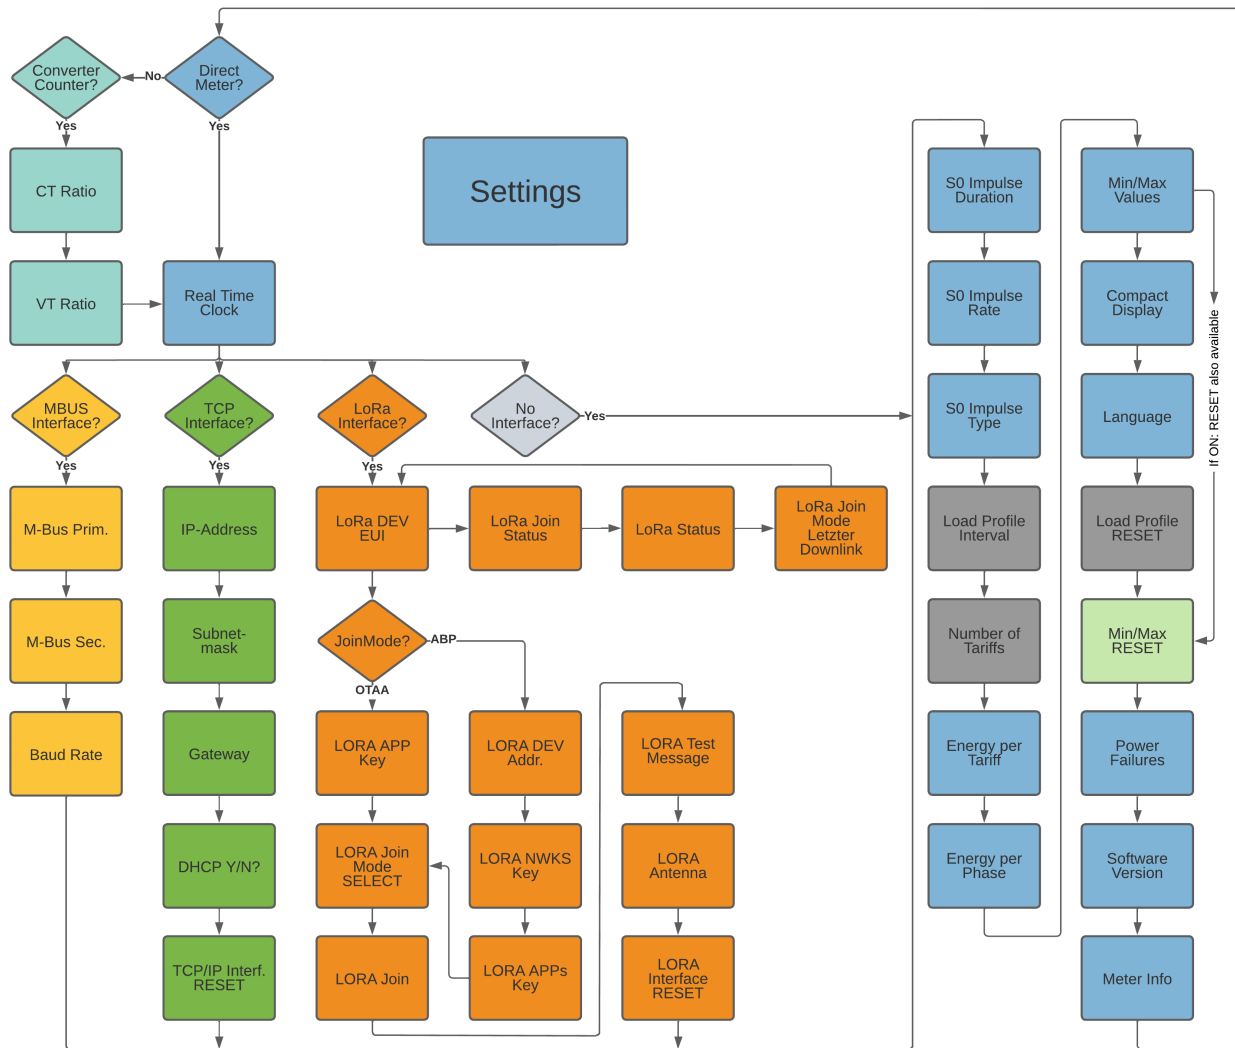 Converter
Counter?
No
Direct
Meter?
Yes
Yes
CT Ratio
VT Ratio
Real Time
Clock
Settings
MBUS
Interface?
TCP
Interface?
LoRa
Interface?
No
Interface?
Yes
Yes
Yes
Yes
M-Bus Prim.
M-Bus Sec.
Baud Rate
IP-Address
Subnet-
mask
Gateway
DHCP Y/N?
TCP/IP Interf.
RESET
LoRa DEV
EUI
LoRa Join
Status
LoRa Status
LoRa Join
Mode
Letzter
Downlink
JoinMode?
ABP
OTAA
LORA APP
Key
LORA Join
Mode
SELECT
LORA Join
LORA DEV
Addr.
LORA NWKS
Key
LORA APPs
Key
LORA Test
Message
LORA
Antenna
LORA
Interface
RESET
S0 Impulse
Duration
S0 Impulse
Rate
S0 Impulse
Type
Load Profile
Interval
Number of
Tariffs
Energy per
Tariff
Energy per
Phase
Min/Max
Values
Compact
Display
Language
Load Profile
RESET
Min/Max
RESET
Power
Failures
Software
Version
Meter Info
If ON: RESET also available